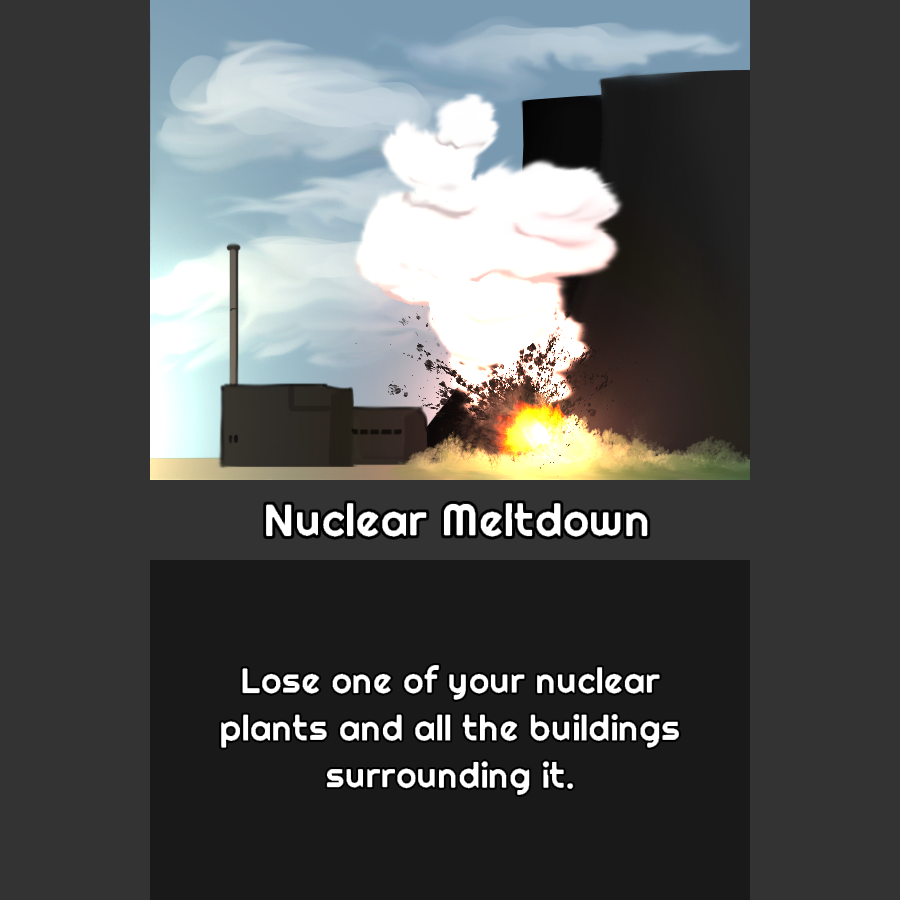 Nuclear Meltdown
Lose one of your nuclear
plants and all the buildings
surrounding it.